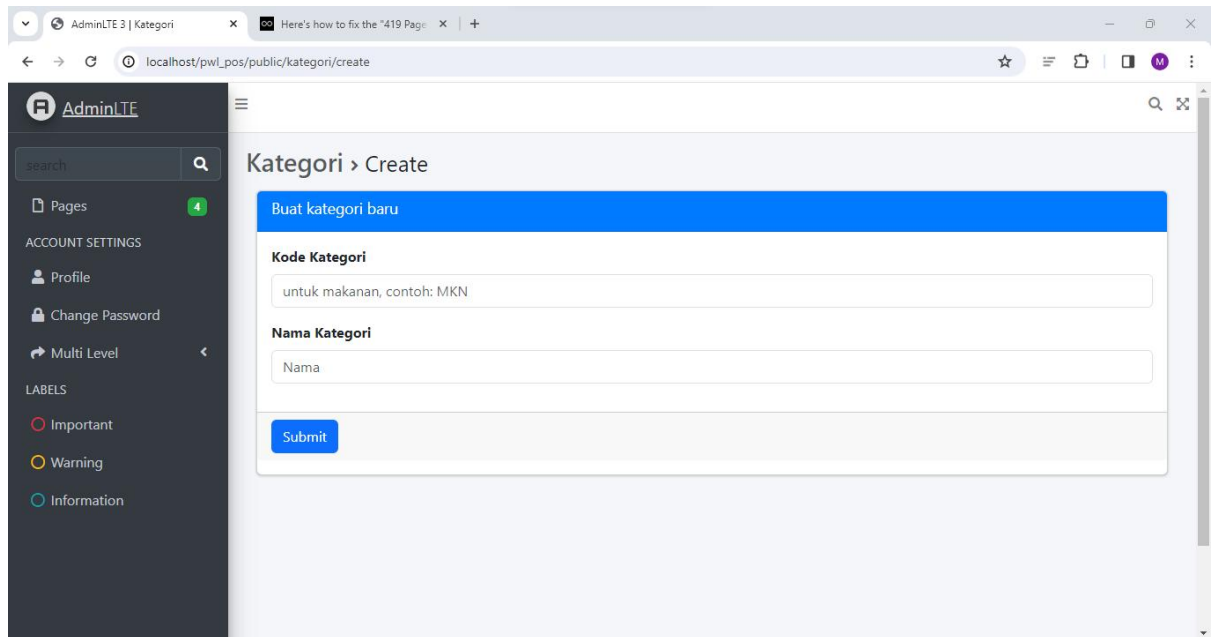 AdminLTE 3 | Kategori
Here's how to fix the "419 Page
localhost/pwl_pos/public/kategori/create
M
AdminLTE
search
Pages 4
ACCOUNT SETTINGS
Profile
Change Password
Multi Level
LABELS
Important
Warning
Information
Kategori › Create
Buat kategori baru
Kode Kategori
untuk makanan, contoh: MKN
Nama Kategori
Nama
Submit